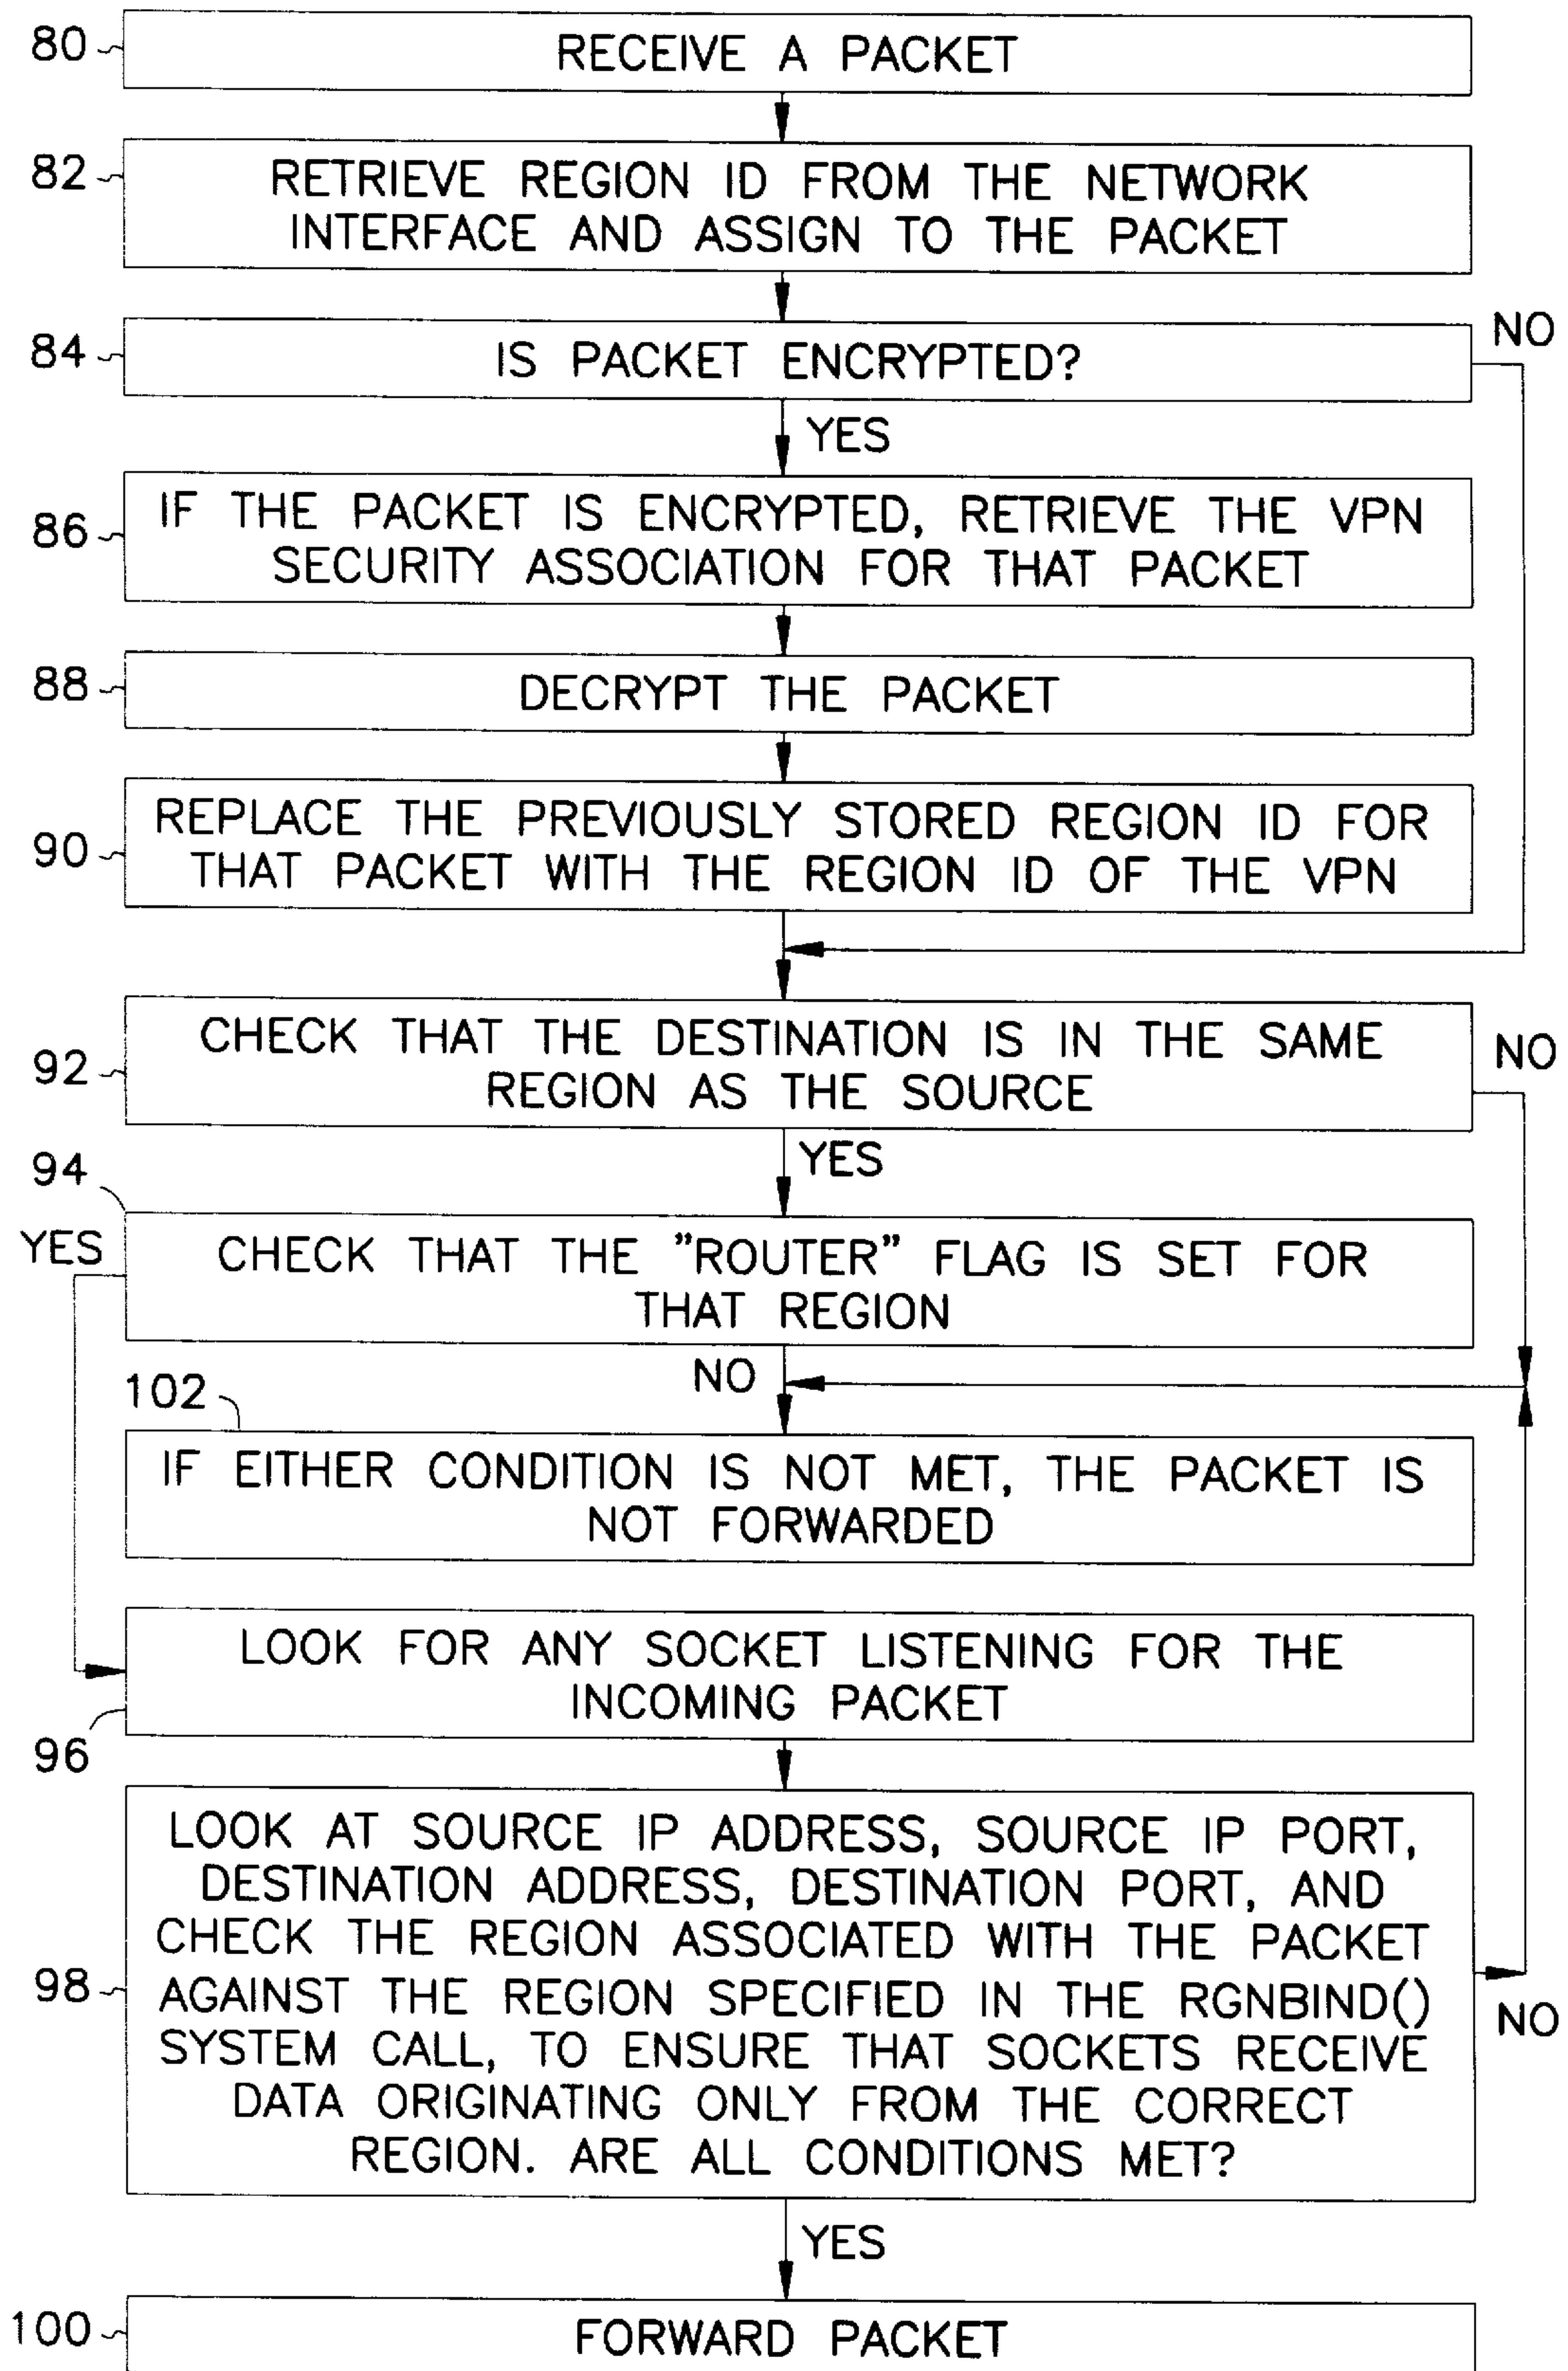 80
RECEIVE A PACKET
82
RETRIEVE REGION ID FROM THE NETWORK
INTERFACE AND ASSIGN TO THE PACKET
NO
84
IS PACKET ENCRYPTED?
YES
86
IF THE PACKET IS ENCRYPTED, RETRIEVE THE VPN
SECURITY ASSOCIATION FOR THAT PACKET
88
DECRYPT THE PACKET
90
REPLACE THE PREVIOUSLY STORED REGION ID FOR
THAT PACKET WITH THE REGION ID OF THE VPN
92
CHECK THAT THE DESTINATION IS IN THE SAME
REGION AS THE SOURCE
NO
YES
94
YES
CHECK THAT THE "ROUTER" FLAG IS SET FOR
THAT REGION
NO
102
IF EITHER CONDITION IS NOT MET, THE PACKET IS
NOT FORWARDED
LOOK FOR ANY SOCKET LISTENING FOR THE
INCOMING PACKET
96
LOOK AT SOURCE IP ADDRESS, SOURCE IP PORT,
DESTINATION ADDRESS, DESTINATION PORT, AND
CHECK THE REGION ASSOCIATED WITH THE PACKET
98
AGAINST THE REGION SPECIFIED IN THE RGNBIND()
SYSTEM CALL, TO ENSURE THAT SOCKETS RECEIVE
DATA ORIGINATING ONLY FROM THE CORRECT
REGION. ARE ALL CONDITIONS MET?
NO
YES
100
FORWARD PACKET